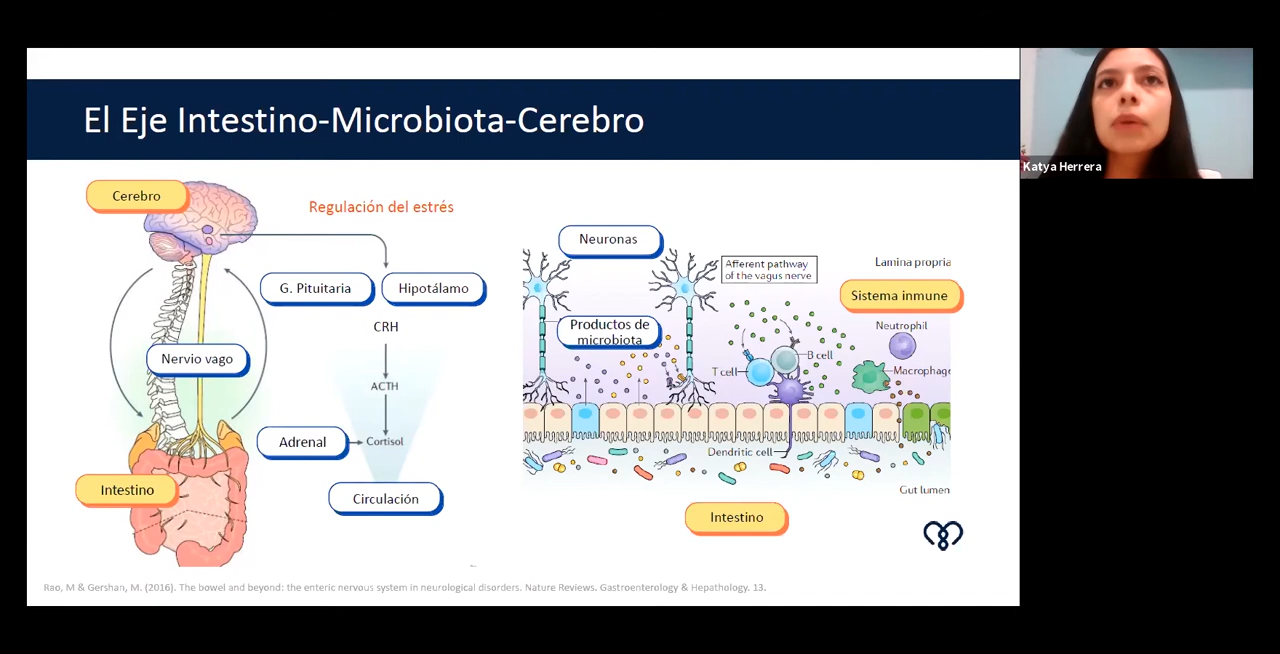 El Eje Intestino-Microbiota-Cerebro
Katya Herrera
Cerebro
Regulación del estrés
G. Pituitaria
Hipotálamo
CRH
Nervio vago
ACTH
Adrenal
Cortisol
Intestino
Circulación
Neuronas
Afferent pathway
of the vagus nerve
Lamina propria
Sistema inmune
Productos de
microbiota
Neutrophil
B cell
T cell
Macrophage
Dendritic cell
Gut lumen
Intestino
Rao, M & Gershan, M. (2016). The bowel and beyond: the enteric nervous system in neurological disorders. Nature Reviews. Gastroenterology & Hepathology. 13.